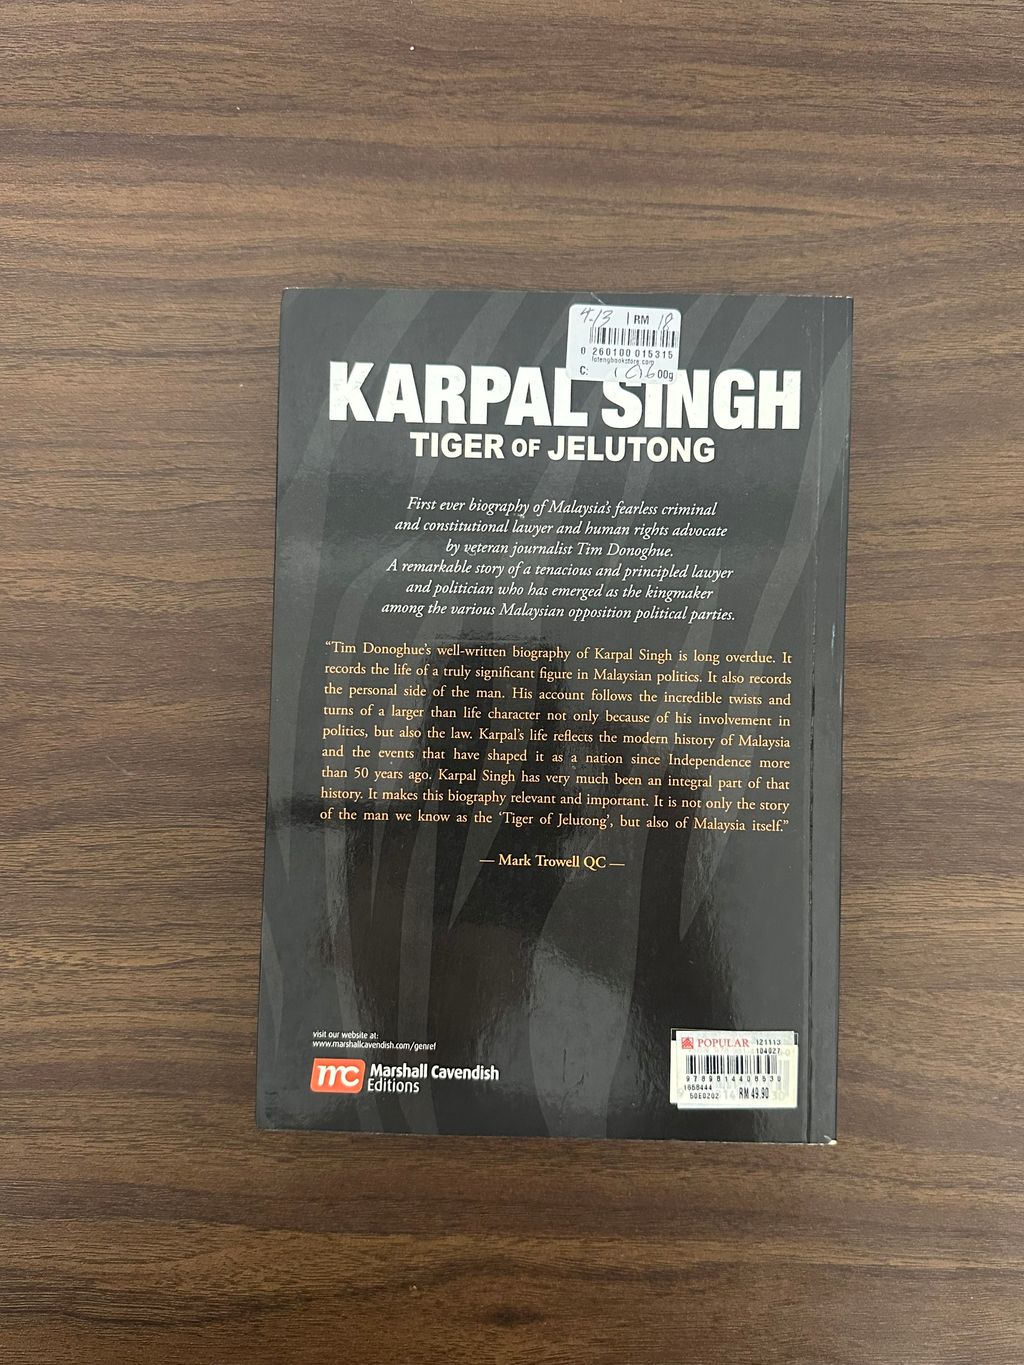 4.13 | RM 18
0 260100 015315
C: 00g
KARPAL SINGH
TIGER OF JELUTONG
First ever biography of Malaysia's fearless criminal
and constitutional lawyer and human rights advocate
by veteran journalist Tim Donoghue.
A remarkable story of a tenacious and principled lawyer
and politician who has emerged as the kingmaker
among the various Malaysian opposition political parties.
“Tim Donoghue's well-written biography of Karpal Singh is long overdue. It
records the life of a truly significant figure in Malaysian politics. It also records
the personal side of the man. His account follows the incredible twists and
turns of a larger than life character not only because of his involvement in
politics, but also the law. Karpal's life reflects the modern history of Malaysia
and the events that have shaped it as a nation since Independence more
than 50 years ago. Karpal Singh has very much been an integral part of that
history. It makes this biography relevant and important. It is not only the story
of the man we know as the ‘Tiger of Jelutong’, but also of Malaysia itself.”
— Mark Trowell QC —
visit our website at:
www.marshallcavendish.com/genref
mc Marshall Cavendish
Editions
POPULAR 121113
104027
9789814408530
1658444
50E0202 RM 49.90